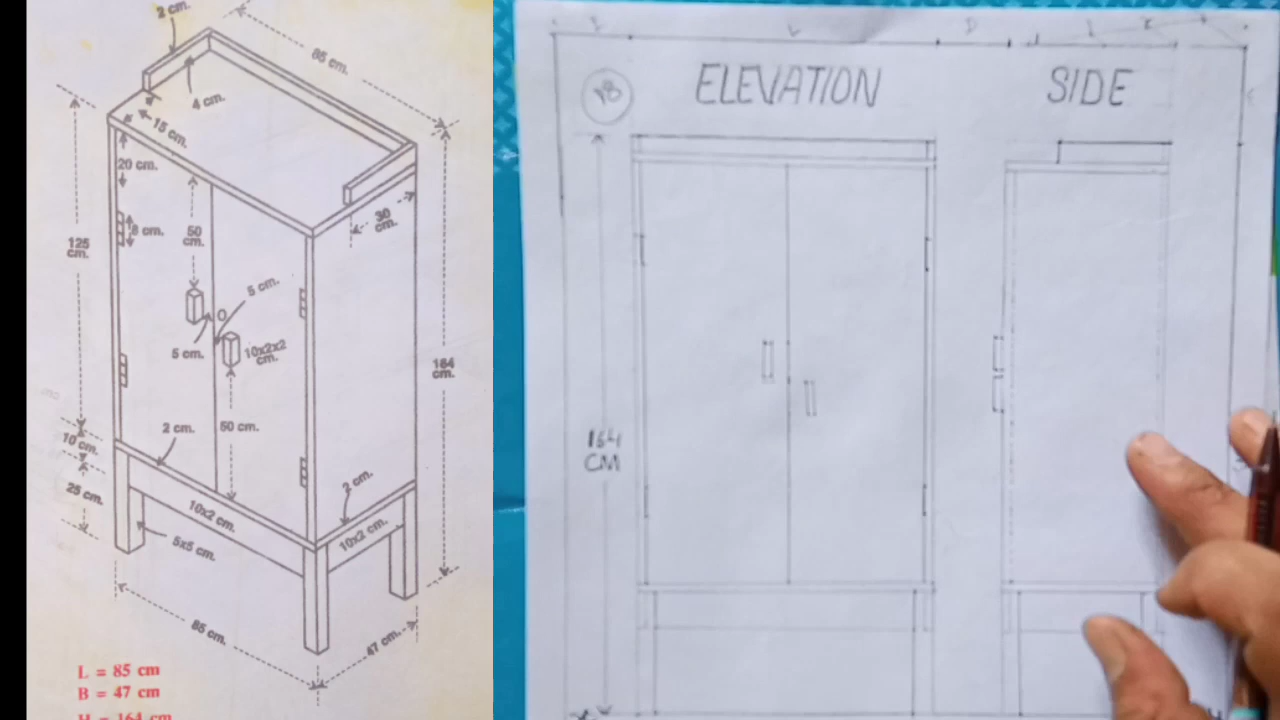 2 cm.
85 cm.
4 cm.
15 cm.
20 cm.
8 cm.
50
cm.
30
cm.
125
cm.
5 cm.
5 cm.
10x2x2
cm.
164
cm.
2 cm.
50 cm.
10 cm.
25 cm.
10x2 cm.
2 cm.
10x2 cm.
5x5 cm.
85 cm.
47 cm.
L = 85 cm
B = 47 cm
H = 164 cm
ELEVATION
SIDE
164
CM